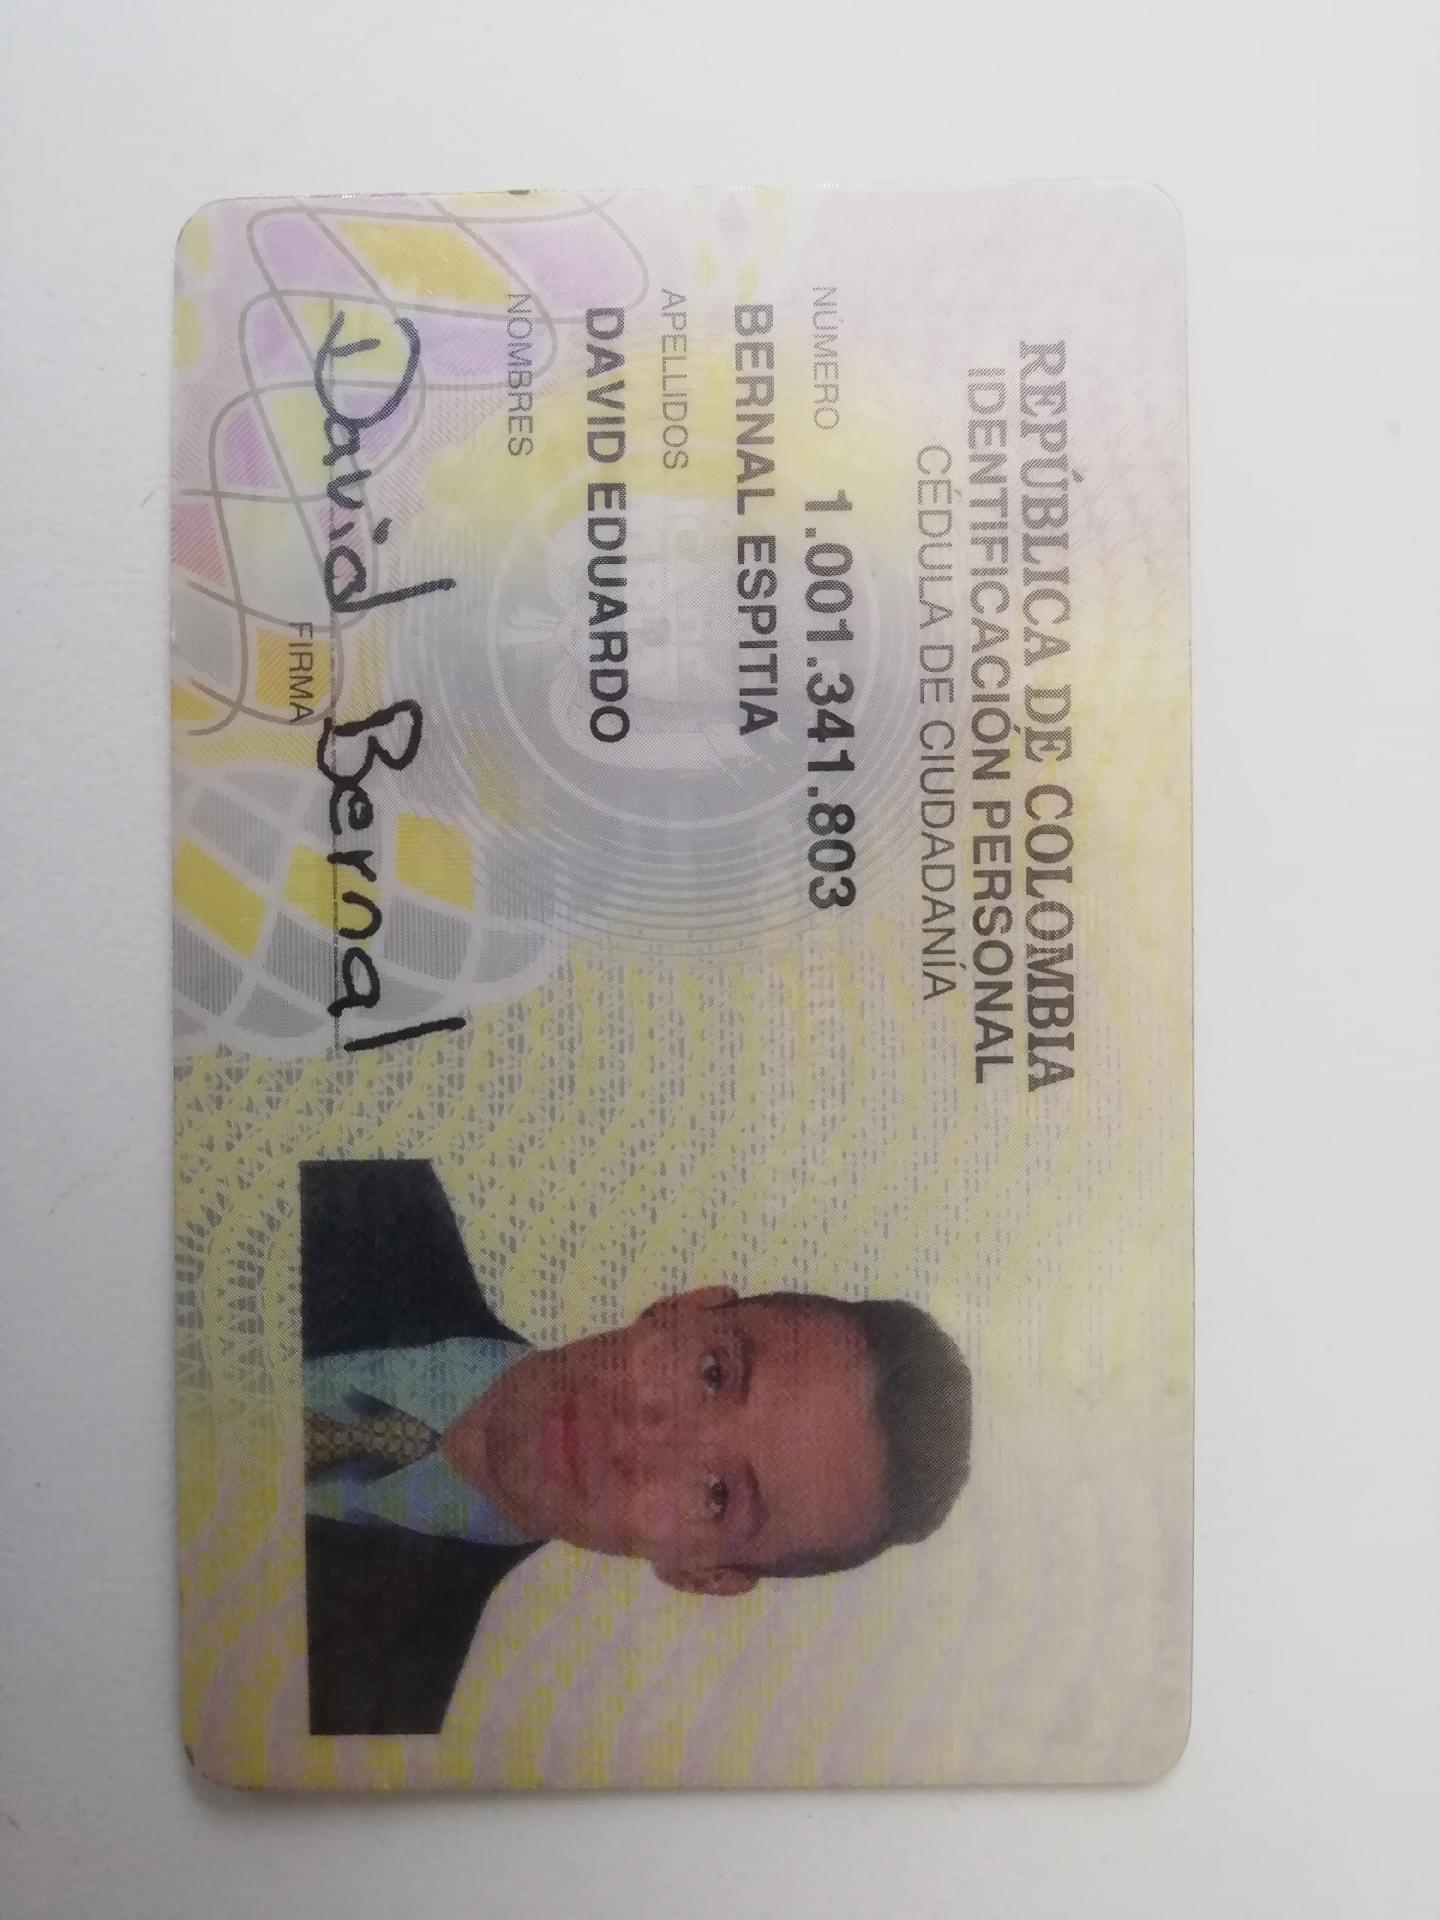 REPÚBLICA DE COLOMBIA
IDENTIFICACIÓN PERSONAL
CÉDULA DE CIUDADANÍA
NÚMERO 1.001.341.803
BERNAL ESPITIA
APELLIDOS
DAVID EDUARDO
NOMBRES
David Bernal
FIRMA